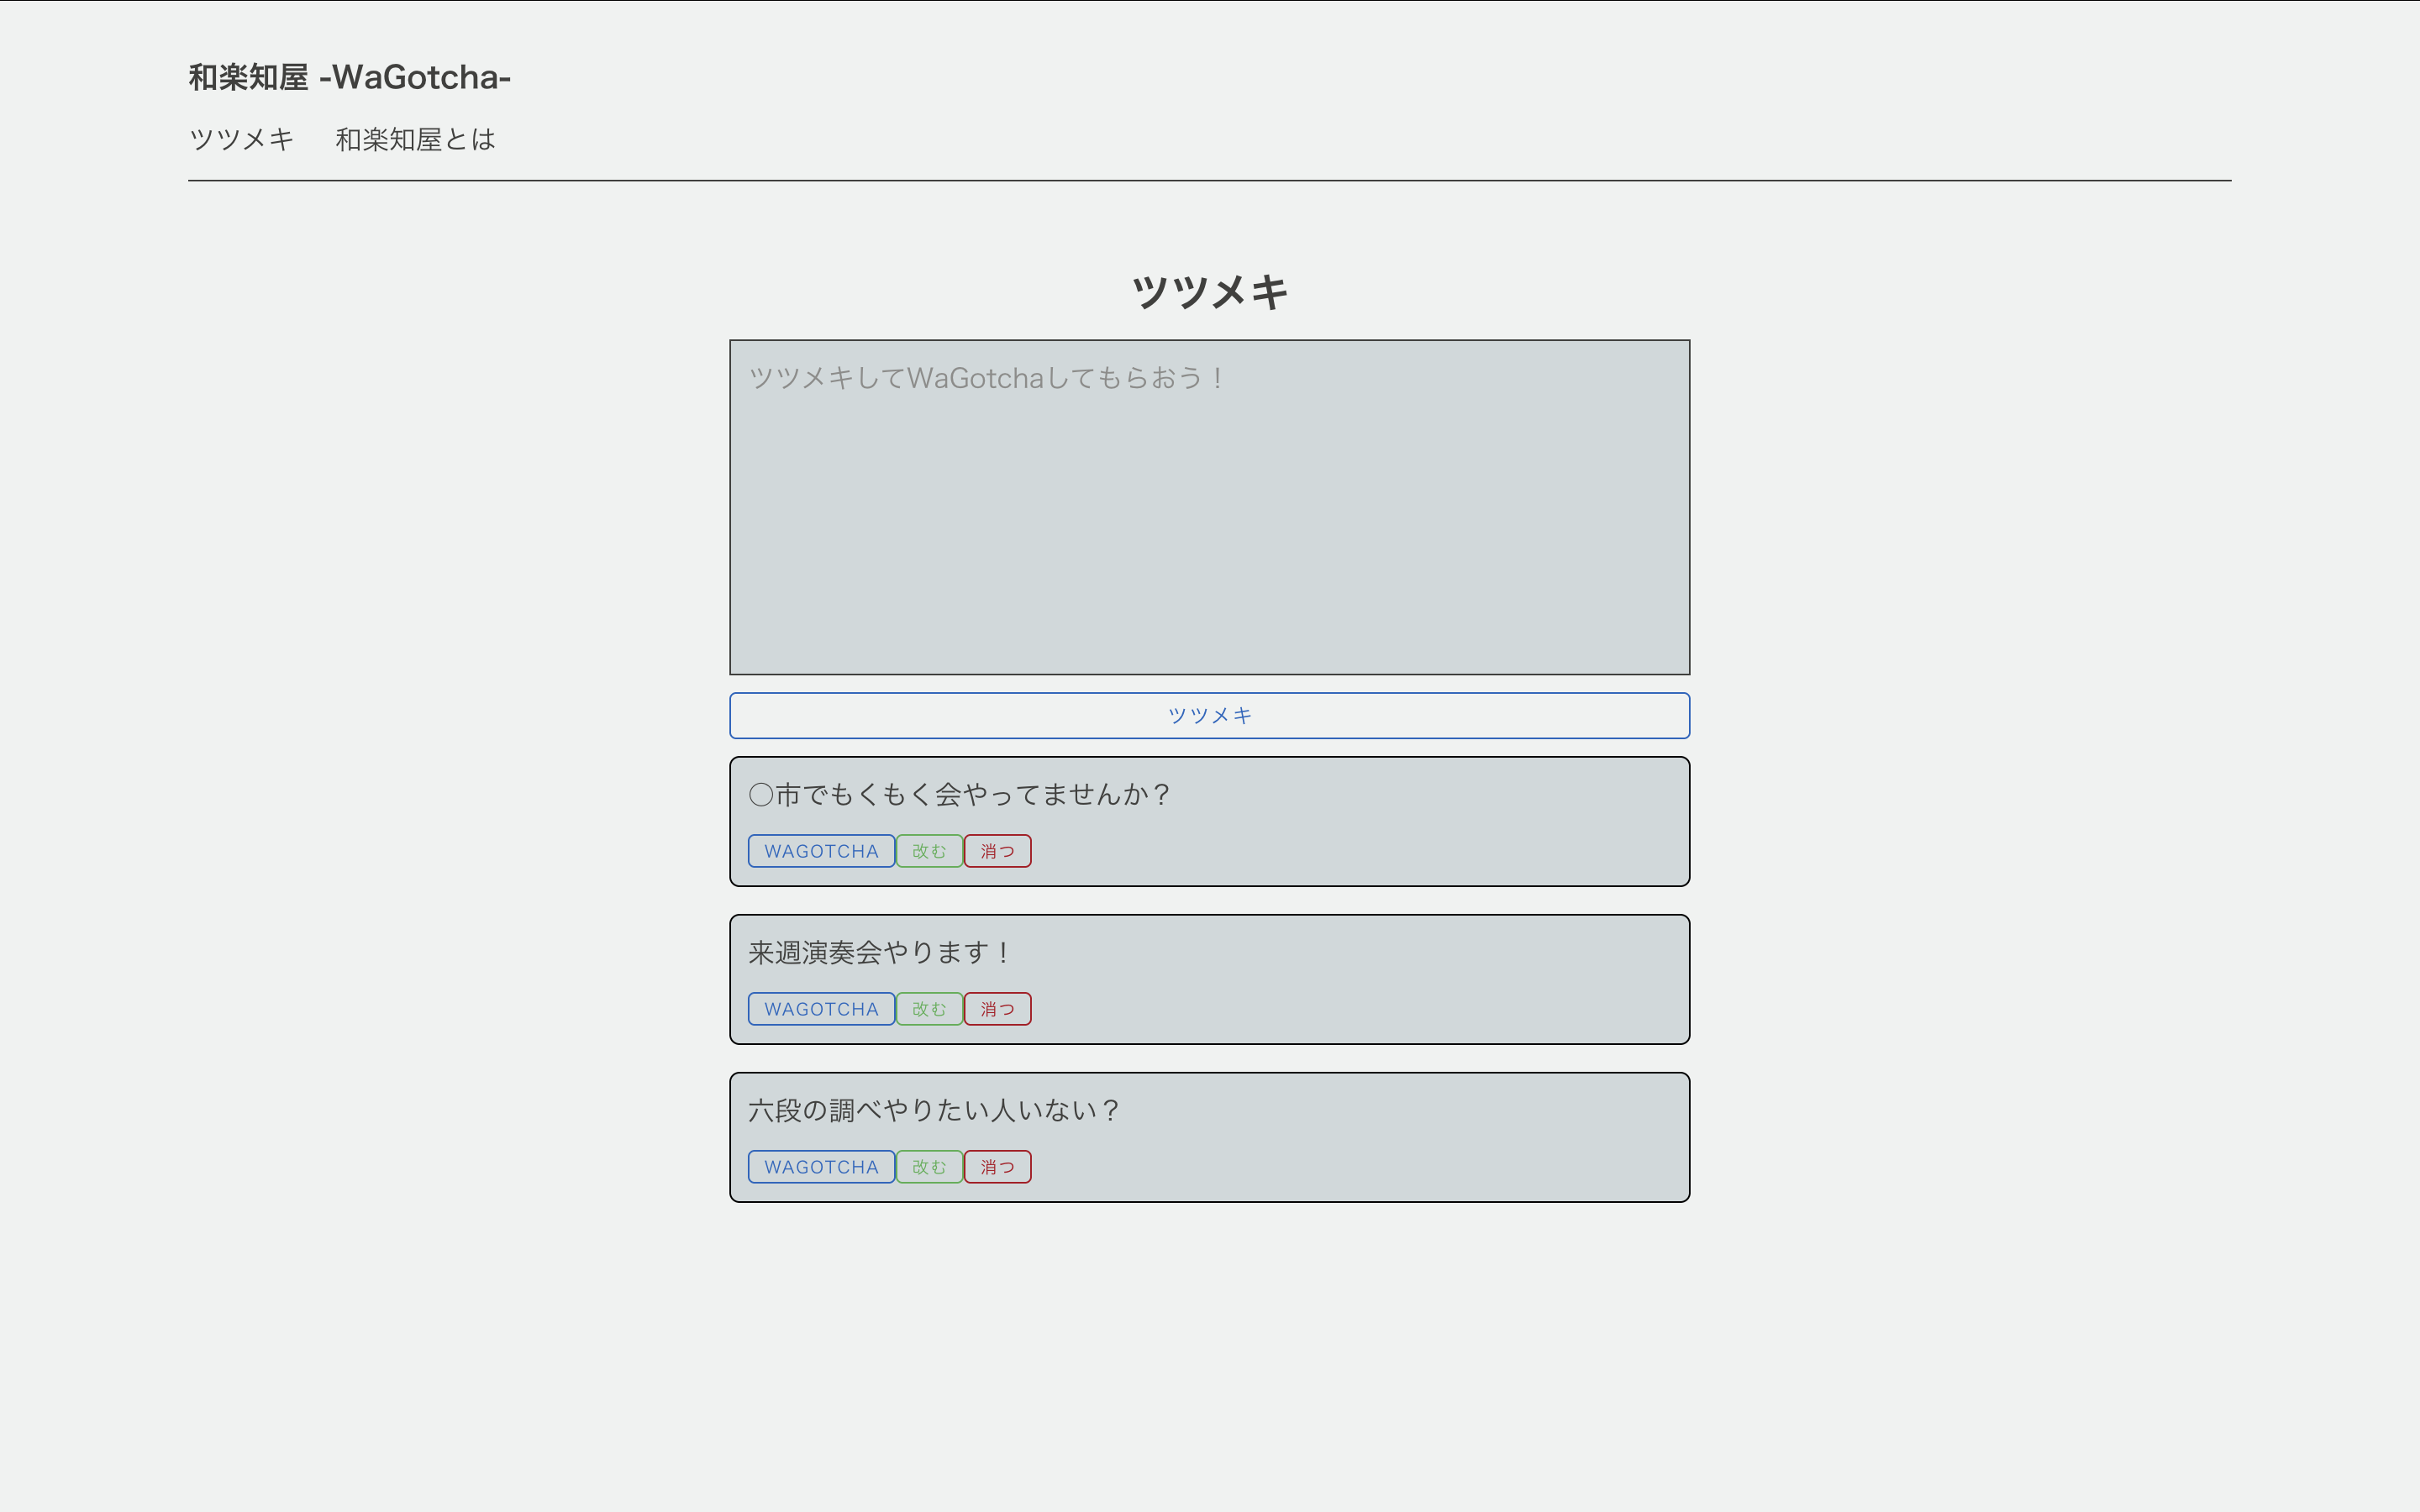 和楽知屋 -WaGotcha-
ツツメキ 和楽知屋とは
ツツメキ
ツツメキしてWaGotchaしてもらおう！
ツツメキ
〇市でもくもく会やってませんか？
WAGOTCHA 改む 消つ
来週演奏会やります！
WAGOTCHA 改む 消つ
六段の調べやりたい人いない？
WAGOTCHA 改む 消つ